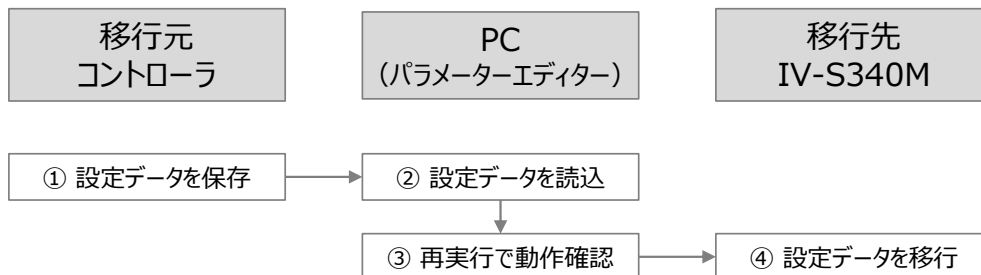 移行元
コントローラ
PC
（パラメーターエディター）
移行先
IV-S340M
① 設定データを保存
② 設定データを読込
③ 再実行で動作確認
④ 設定データを移行